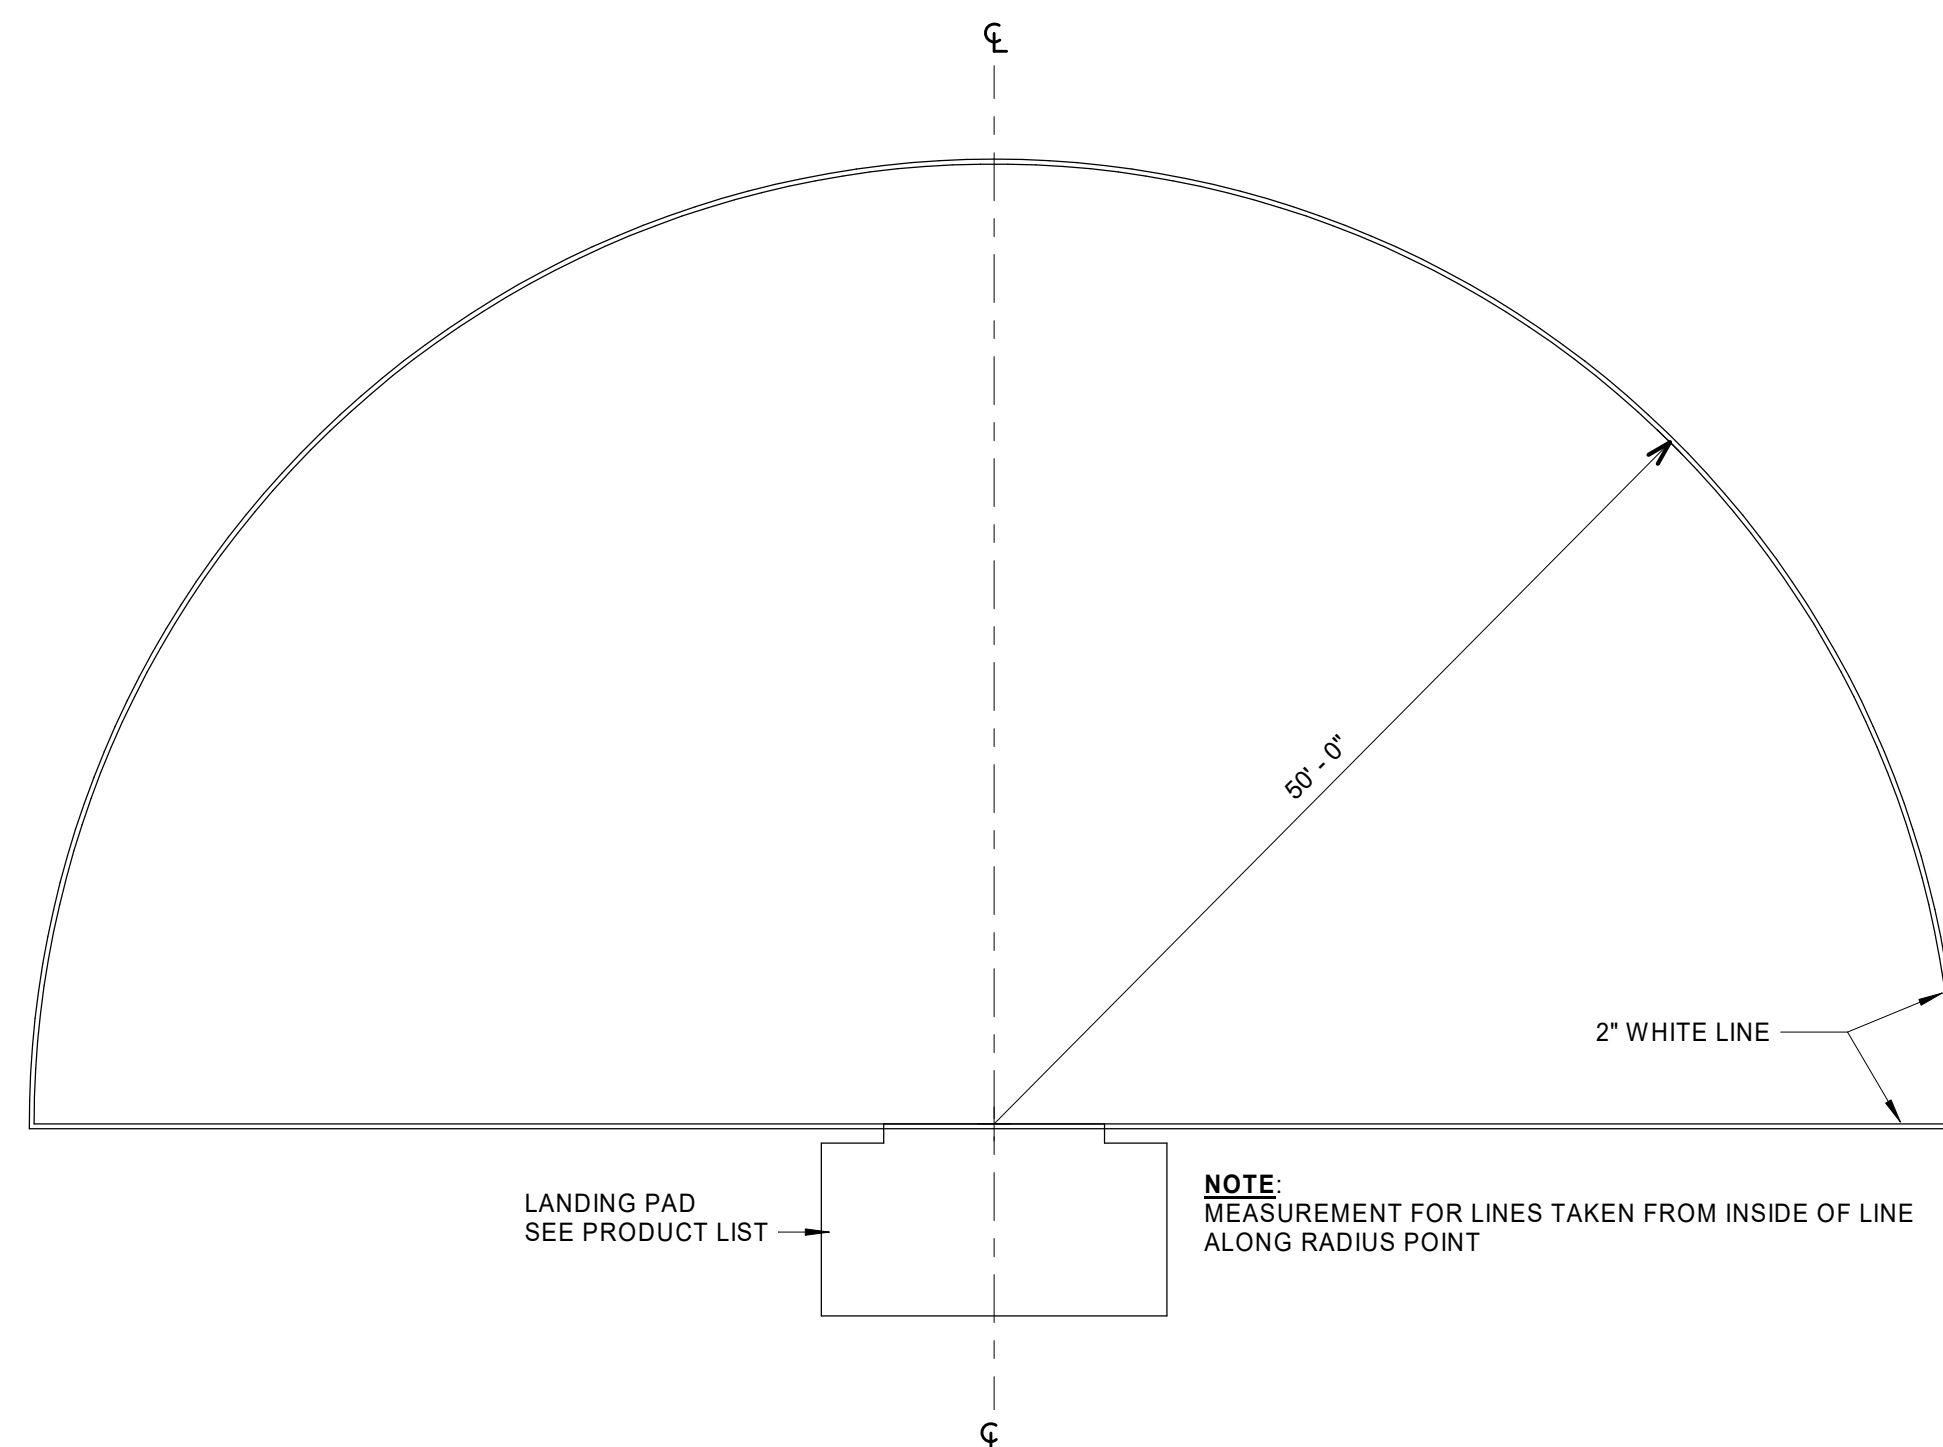 ℄
50' - 0"
2" WHITE LINE
LANDING PAD
SEE PRODUCT LIST
NOTE:
MEASUREMENT FOR LINES TAKEN FROM INSIDE OF LINE
ALONG RADIUS POINT
℄